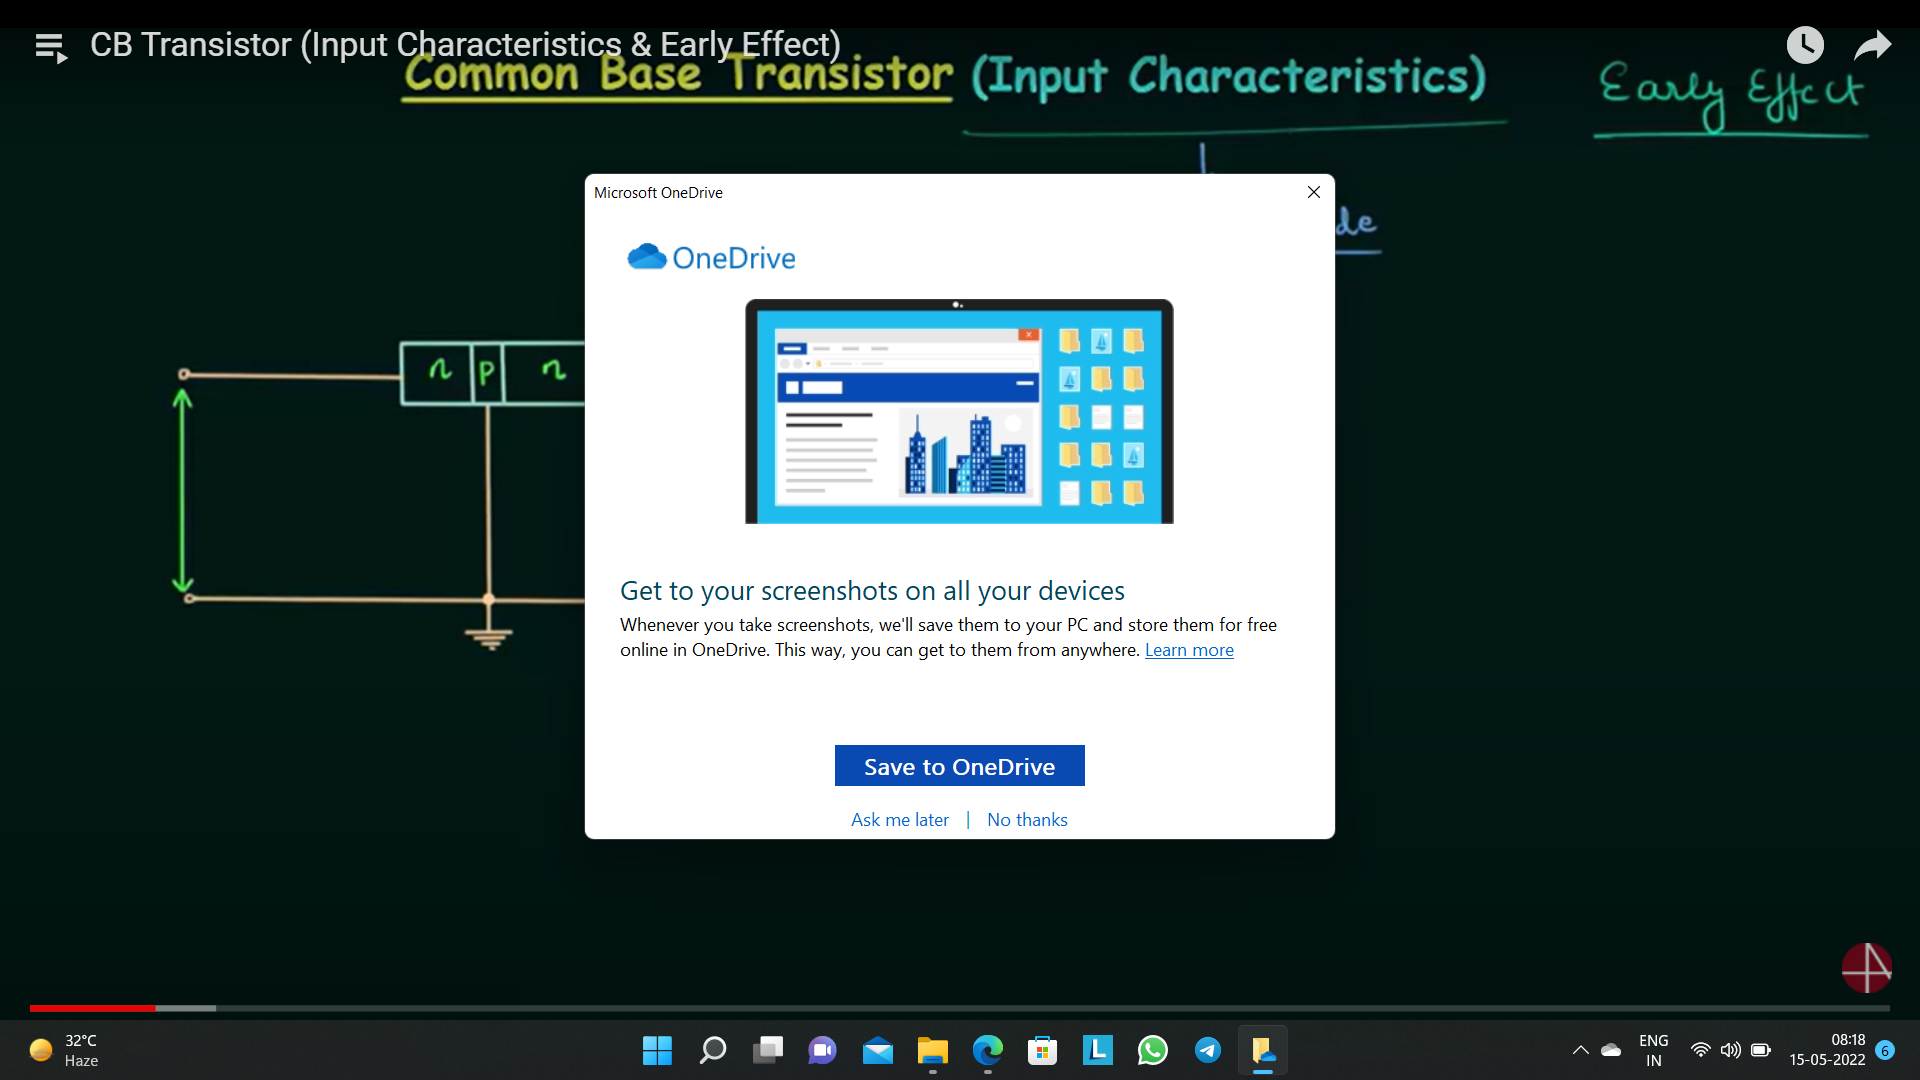 CB Transistor (Input Characteristics & Early Effect)
Common Base Transistor (Input Characteristics)
Early Effect
Microsoft OneDrive
de
OneDrive
n P n
Get to your screenshots on all your devices
Whenever you take screenshots, we'll save them to your PC and store them for free
online in OneDrive. This way, you can get to them from anywhere. Learn more
Save to OneDrive
Ask me later | No thanks
32°C
Haze
ENG
IN
08:18
15-05-2022
6